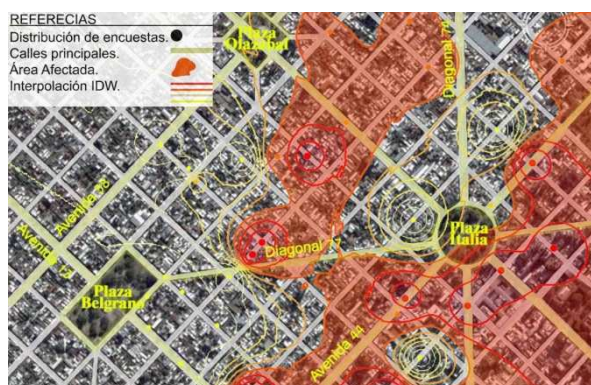 REFERECIAS
Distribución de encuestas.
Calles principales.
Área Afectada.
Interpolación IDW.
Plaza
Olazabal
Diagonal 74
Avenida 38
Avenida 13
Plaza
Belgrano
Diagonal 77
Plaza
Italia
Avenida 44